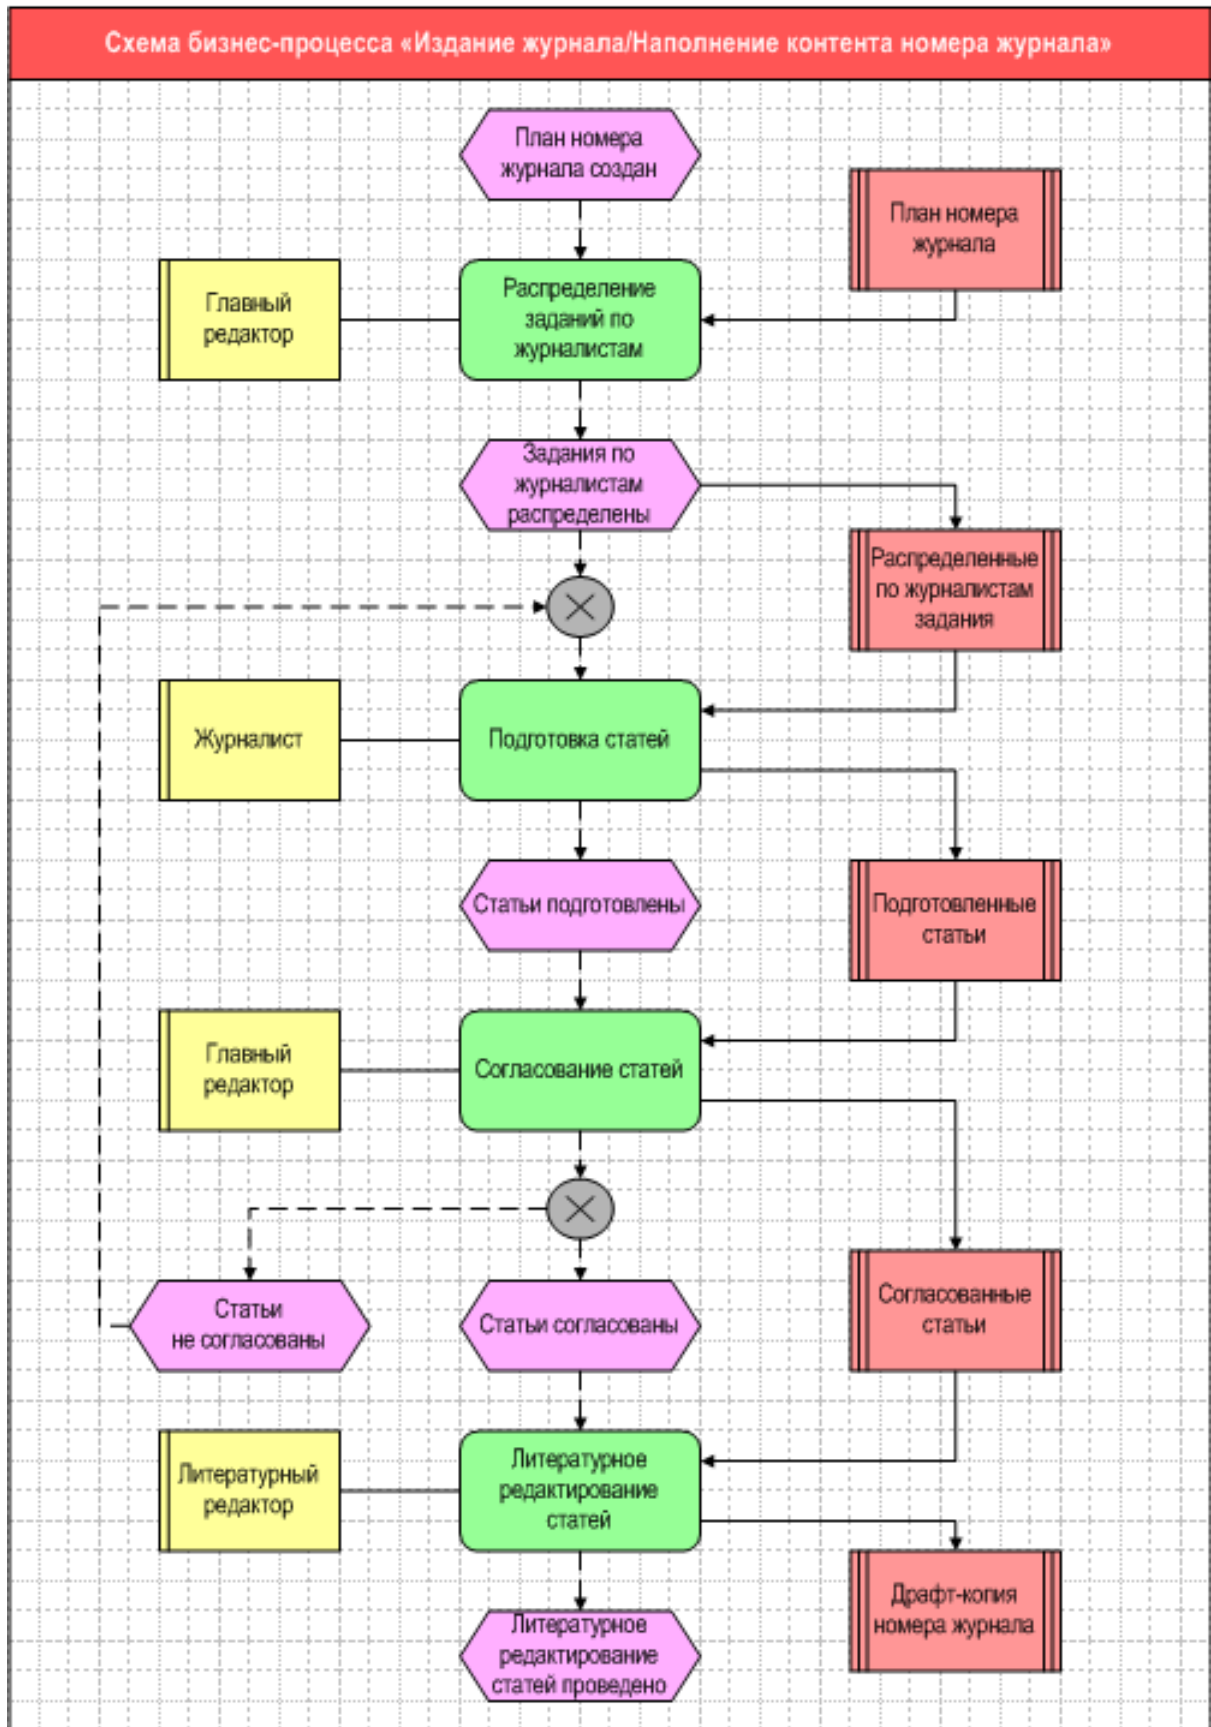 Схема бизнес-процесса «Издание журнала/Наполнение контента номера журнала»
План номера
журнала создан
План номера
журнала
Главный
редактор
Распределение
заданий по
журналистам
Задания по
журналистам
распределены
Распределенные
по журналистам
задания
Журналист
Подготовка статей
Статьи подготовлены
Подготовленные
статьи
Главный
редактор
Согласование статей
Статьи
не согласованы
Статьи согласованы
Согласованные
статьи
Литературный
редактор
Литературное
редактирование
статей
Драфт-копия
номера журнала
Литературное
редактирование
статей проведено